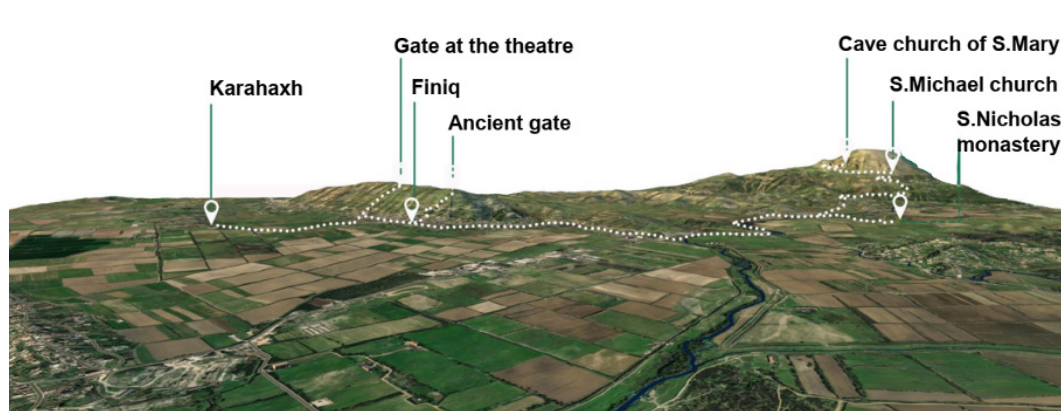 Gate at the theatre
Cave church of S.Mary
Karahaxh
Finiq
S.Michael church
Ancient gate
S.Nicholas
monastery